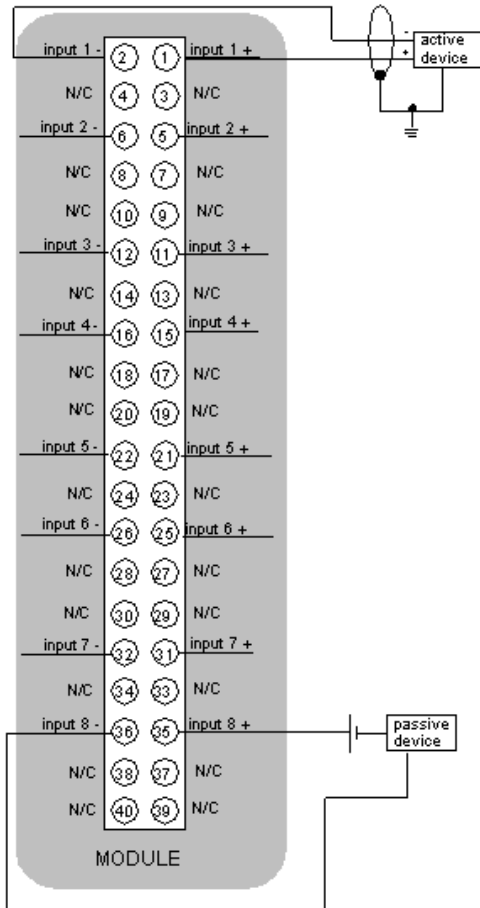 input 1 - 2 1 input 1 + - active
+ device
N/C 4 3 N/C
input 2 - 6 5 input 2 +
N/C 8 7 N/C
N/C 10 9 N/C
input 3 - 12 11 input 3 +
N/C 14 13 N/C
input 4 - 16 15 input 4 +
N/C 18 17 N/C
N/C 20 19 N/C
input 5 - 22 21 input 5 +
N/C 24 23 N/C
input 6 - 26 25 input 6 +
N/C 28 27 N/C
N/C 30 29 N/C
input 7 - 32 31 input 7 +
N/C 34 33 N/C
input 8 - 36 35 input 8 + passive
device
N/C 38 37 N/C
N/C 40 39 N/C
MODULE